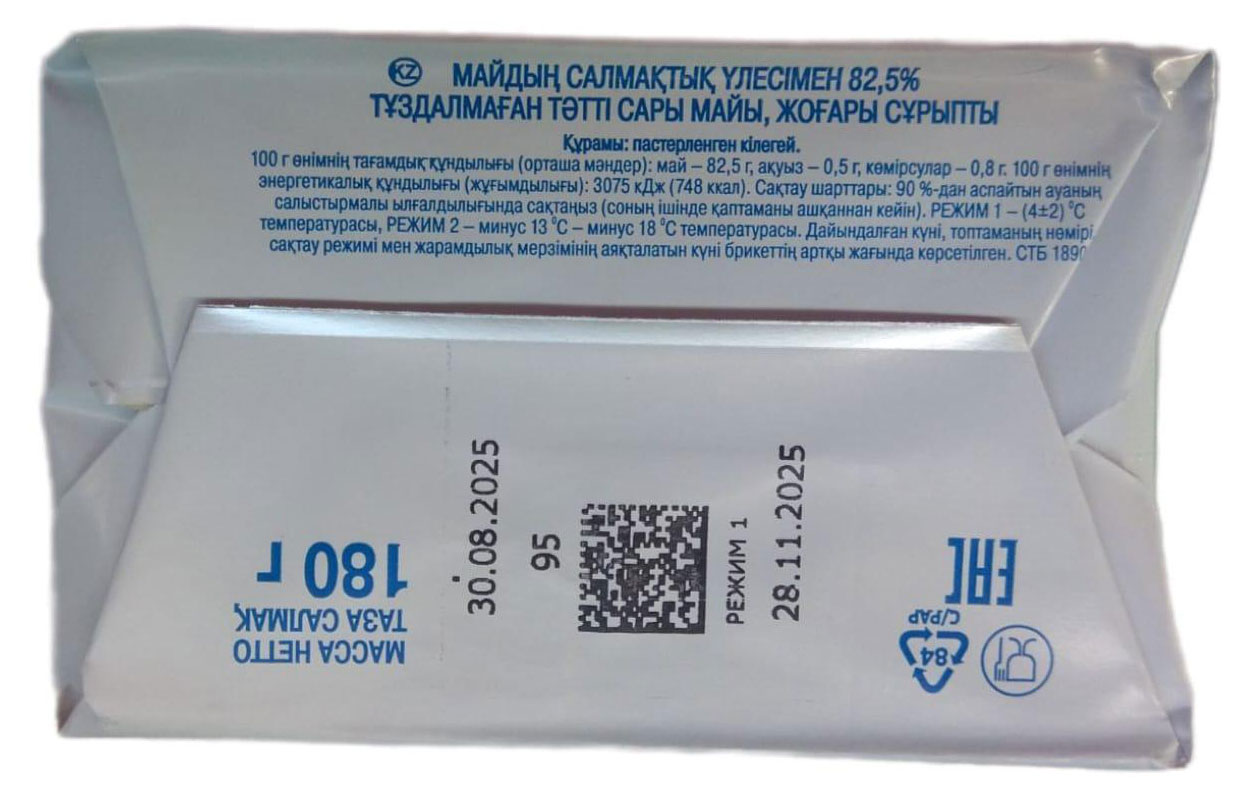 KZ МАЙДЫҢ САЛМАҚТЫҚ ҮЛЕСІМЕН 82,5%
ТҰЗДАЛМАҒАН ТӘТТІ САРЫ МАЙЫ, ЖОҒАРЫ СҰРЫПТЫ
Құрамы: пастерленген кілегей.
100 г өнімнің тағамдық құндылығы (орташа мәндер): май – 82,5 г, ақуыз – 0,5 г, көмірсулар – 0,8 г. 100 г өнімнің
энергетикалық құндылығы (жұғымдылығы): 3075 кДж (748 ккал). Сақтау шарттары: 90 %-дан аспайтын ауаның
салыстырмалы ылғалдылығында сақтаңыз (соның ішінде қаптаманы ашқаннан кейін). РЕЖИМ 1 – (4±2) °С
температурасы, РЕЖИМ 2 – минус 13 °С – минус 18 °С температурасы. Дайындалған күні, топтаманың нөмірі,
сақтау режимі мен жарамдылық мерзімінің аяқталатын күні брикеттің артқы жағында көрсетілген. СТБ 1890
МАССА НЕТТО
ТАЗА САЛМАҚ
180 г
30.08.2025
95
РЕЖИМ 1
28.11.2025
84
C/PAP
ЕАС